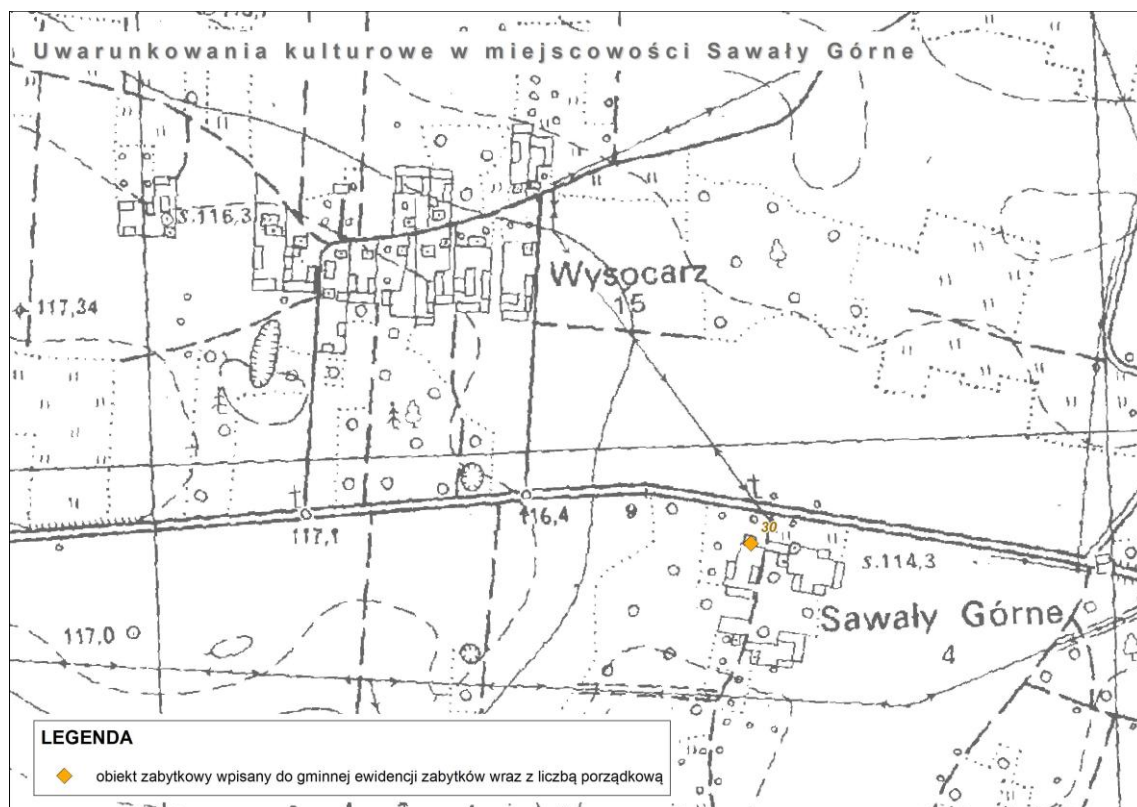 Uwarunkowania kulturowe w miejscowości Sawały Górne
s.116,3
Wysocarz
15
117,34
117,1
116,4
9
30
s.114,3
Sawały Górne
117,0
4
LEGENDA
obiekt zabytkowy wpisany do gminnej ewidencji zabytków wraz z liczbą porządkową